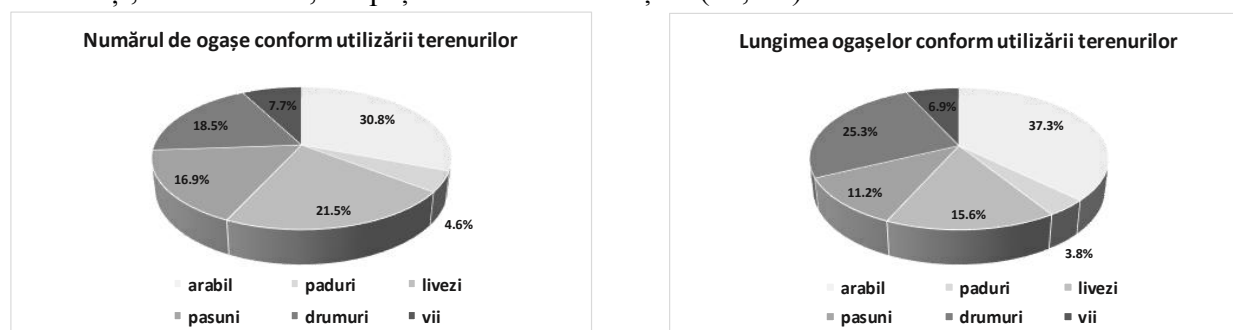 Numărul de ogașe conform utilizării terenurilor
7.7%
30.8%
18.5%
16.9%
21.5%
4.6%
arabil paduri livezi
pasuni drumuri vii
Lungimea ogașelor conform utilizării terenurilor
6.9%
37.3%
25.3%
11.2%
15.6%
3.8%
arabil paduri livezi
pasuni drumuri vii